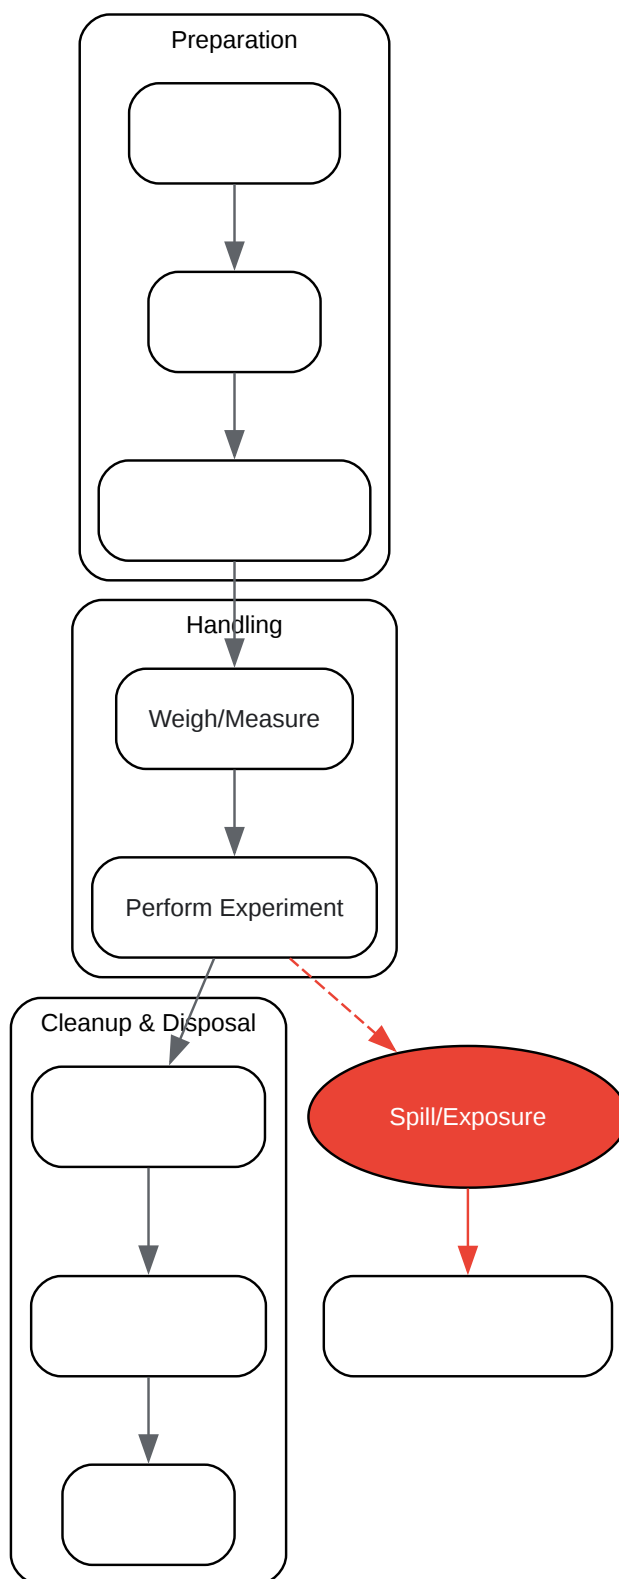 Preparation
Handling
Weigh/Measure
Perform Experiment
Cleanup & Disposal
Spill/Exposure